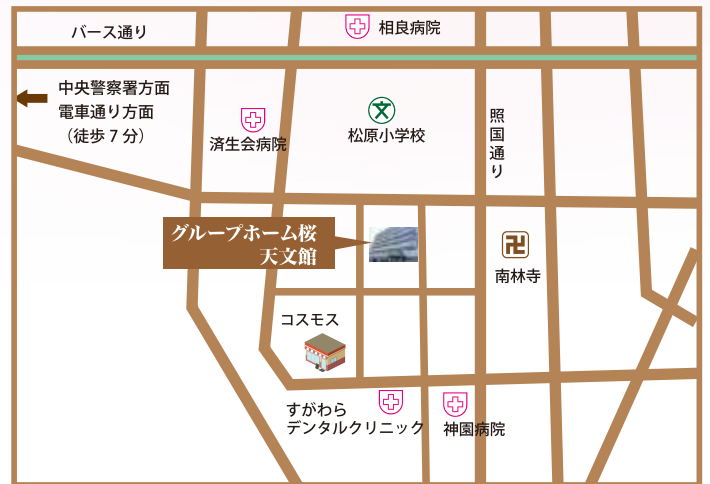 バース通り
相良病院
中央警察署方面
電車通り方面
(徒歩7分)
済生会病院
文
松原小学校
照国通り
グループホーム桜
天文館
卍
南林寺
コスモス
すがわら
デンタルクリニック
神園病院